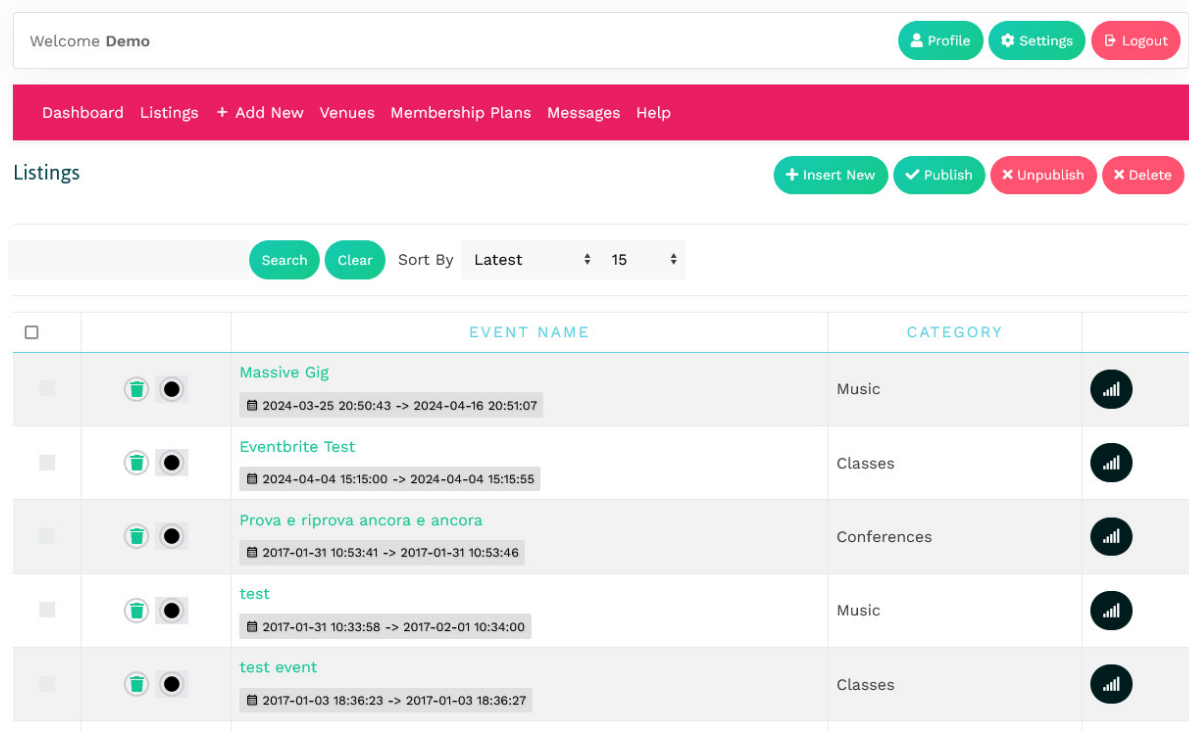 Welcome Demo Profile Settings Logout
Dashboard Listings + Add New Venues Membership Plans Messages Help
Listings Insert New Publish Unpublish Delete
Search Clear Sort By Latest 15
EVENT NAME CATEGORY
Massive Gig
2024-03-25 20:50:43 -> 2024-04-16 20:51:07
Music
Eventbrite Test
2024-04-04 15:15:00 -> 2024-04-04 15:15:55
Classes
Prova e riprova ancora e ancora
2017-01-31 10:53:41 -> 2017-01-31 10:53:46
Conferences
test
2017-01-31 10:33:58 -> 2017-02-01 10:34:00
Music
test event
2017-01-03 18:36:23 -> 2017-01-03 18:36:27
Classes